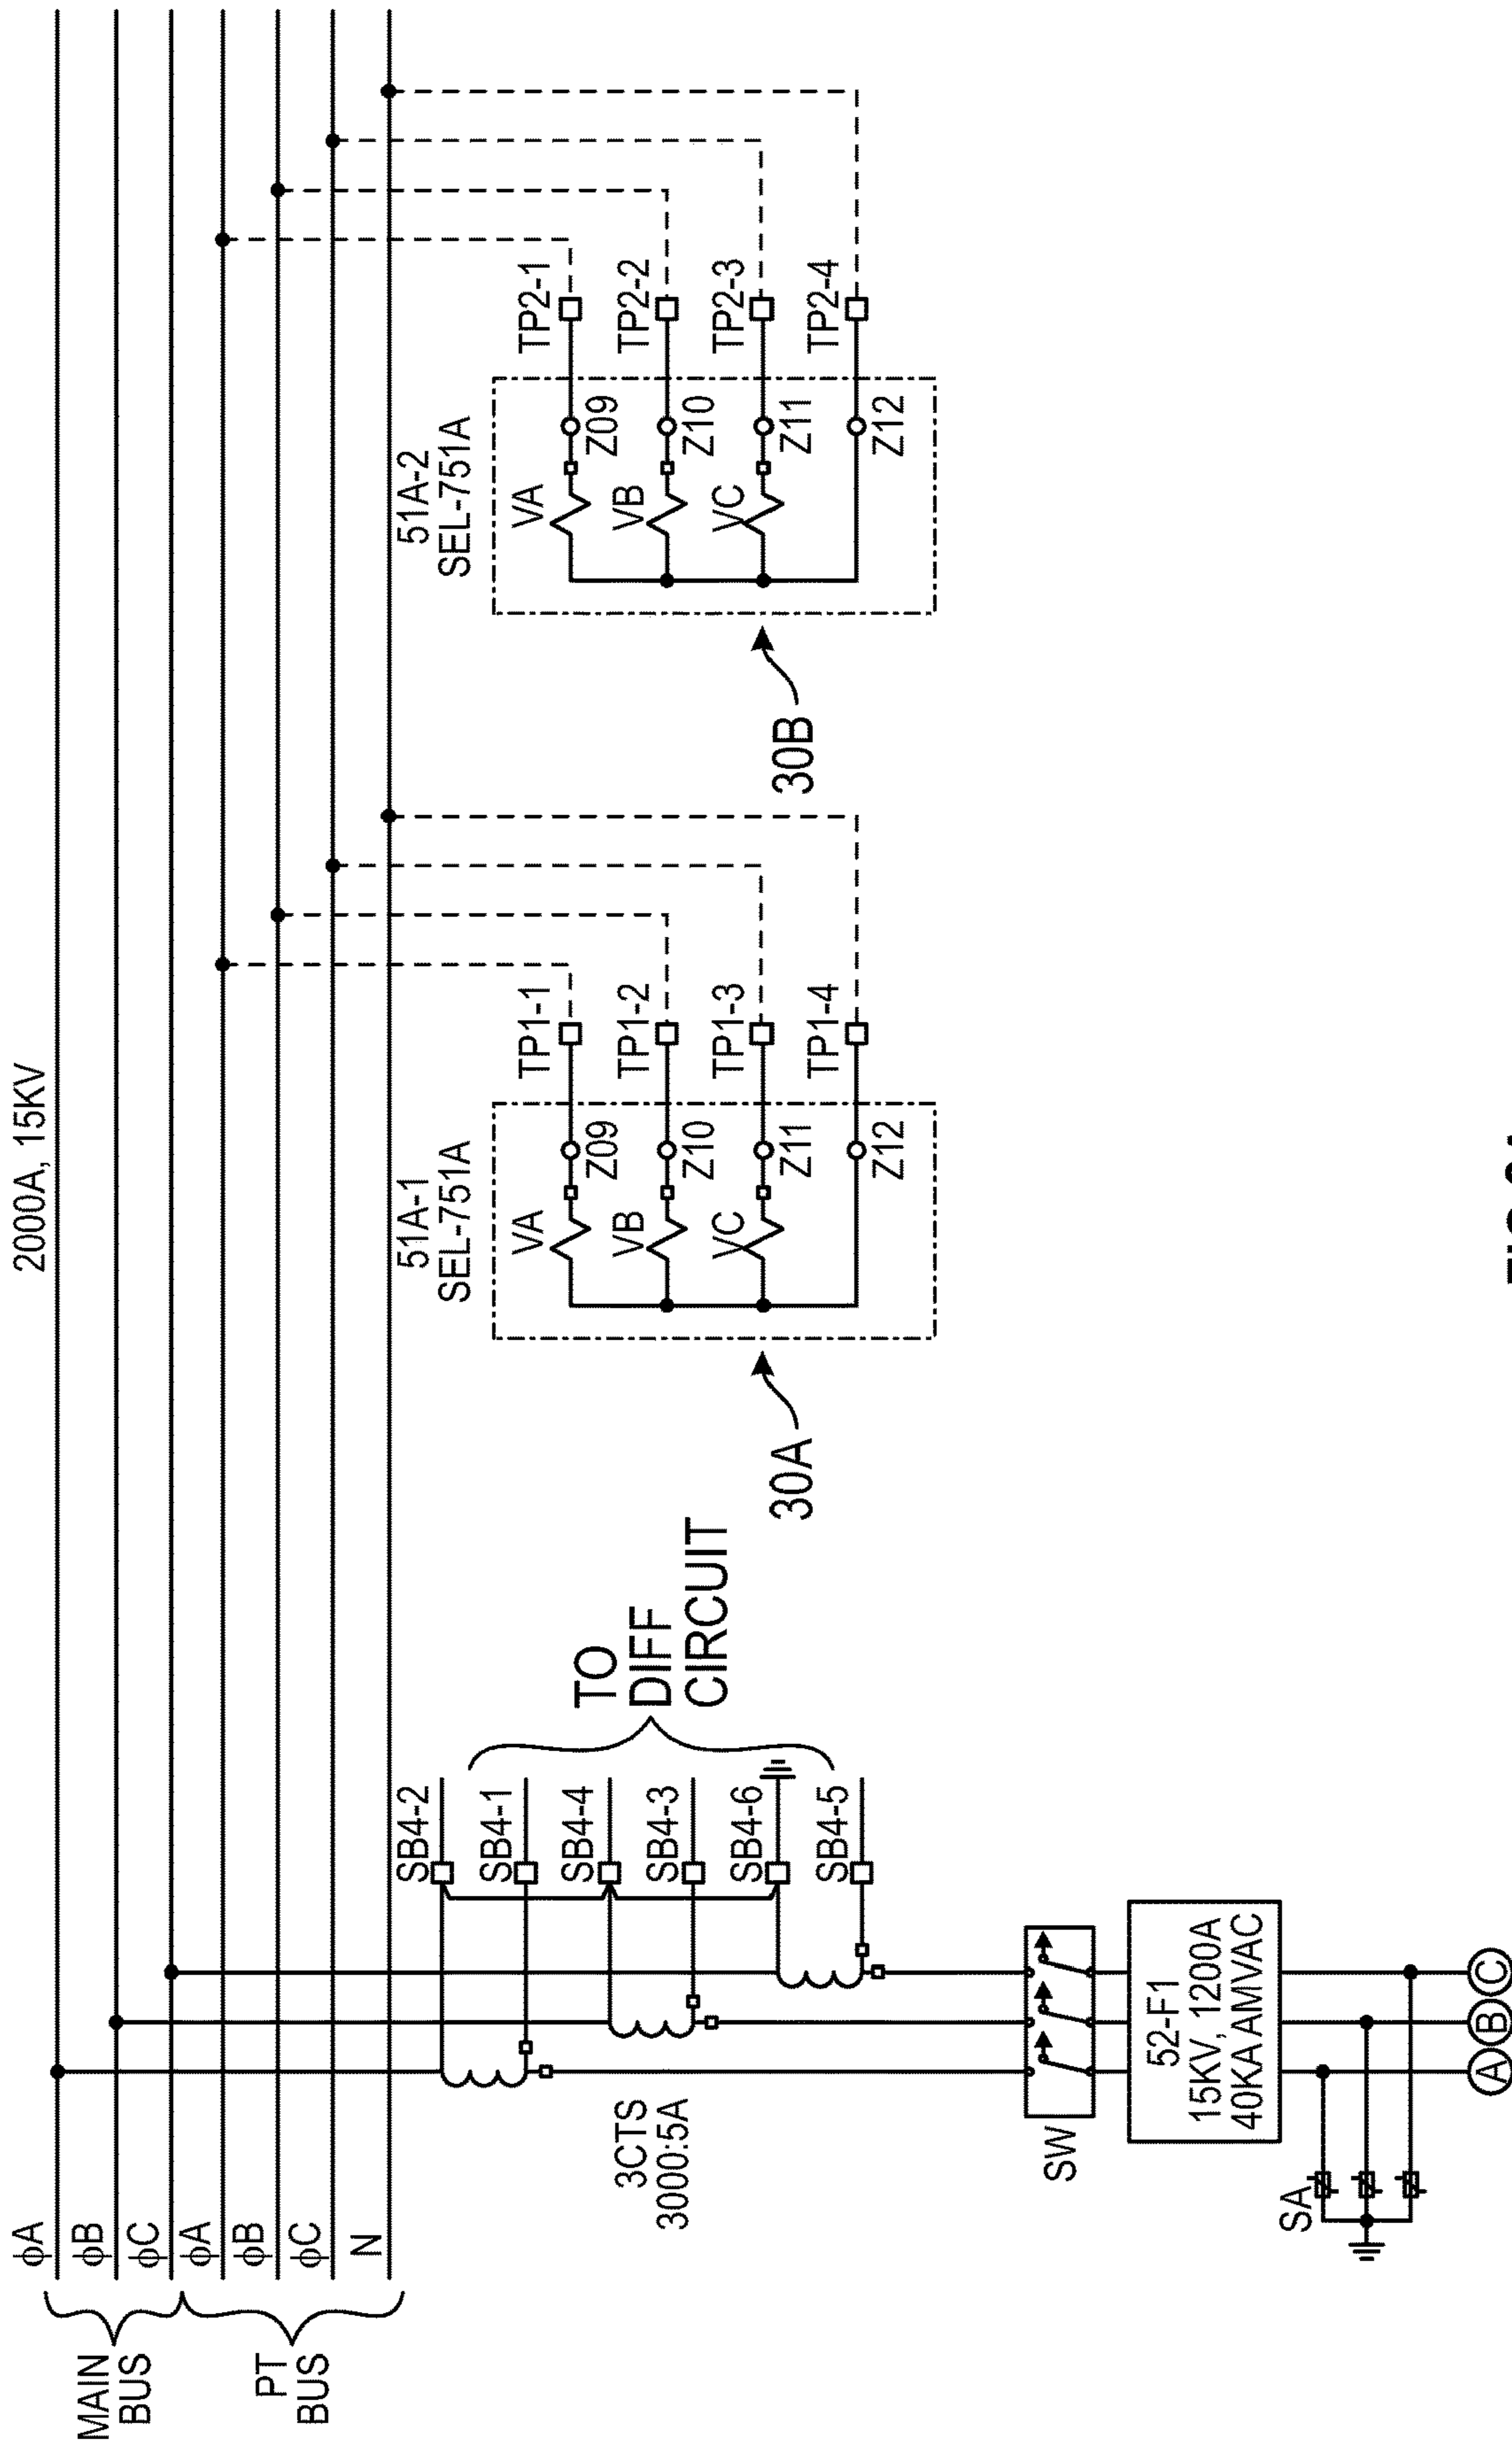 2000A, 15KV
MAIN
BUS
ϕA
ϕB
ϕC
PT
BUS
ϕA
ϕB
ϕC
N
SB4-2
SB4-1
SB4-4
SB4-3
SB4-6
SB4-5
TO
DIFF
CIRCUIT
3CTS
3000:5A
SW
52-F1
15KV, 1200A
40KA AMVAC
SA
A
B
C
51A-1
SEL-751A
VA
Z09
TP1-1
VB
Z10
TP1-2
VC
Z11
TP1-3
Z12
TP1-4
30A
51A-2
SEL-751A
VA
Z09
TP2-1
VB
Z10
TP2-2
VC
Z11
TP2-3
Z12
TP2-4
30B